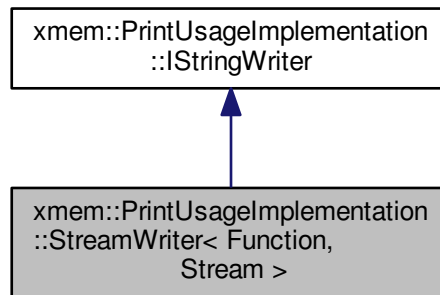 xmem::PrintUsageImplementation
::IStringWriter
xmem::PrintUsageImplementation
::StreamWriter< Function,
Stream >